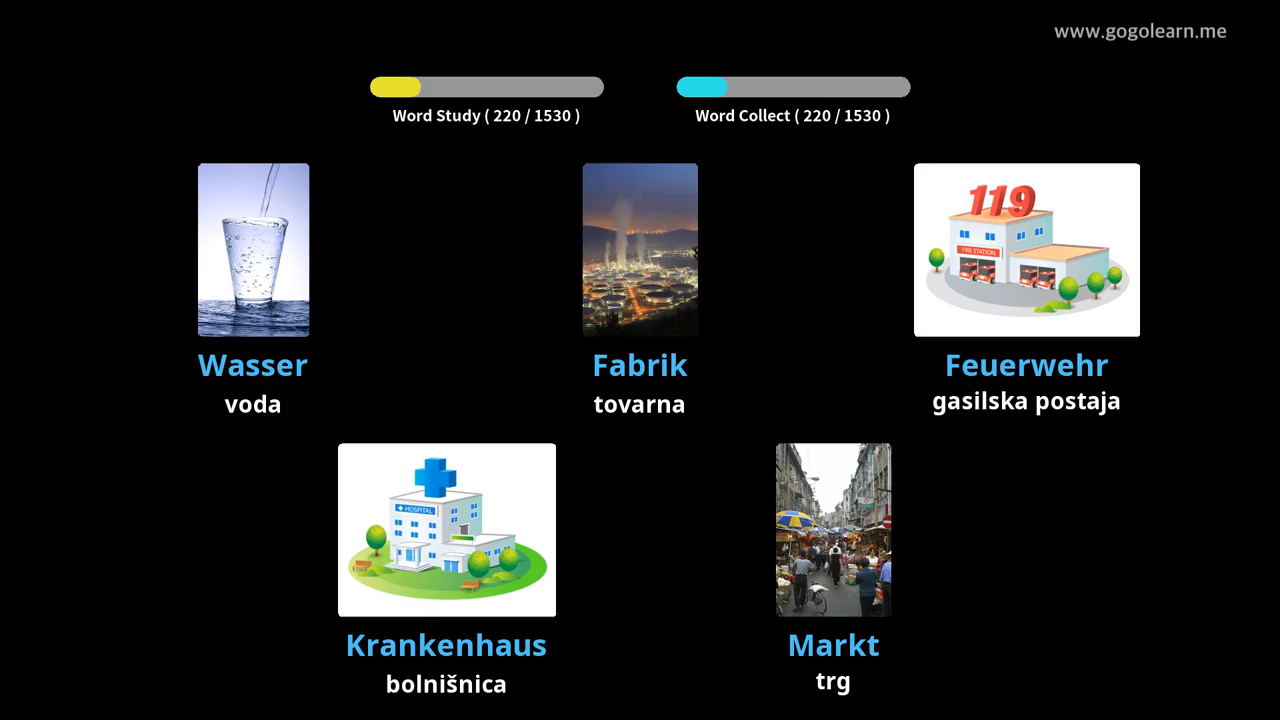 www.gogolearn.me
Word Study ( 220 / 1530 )
Word Collect ( 220 / 1530 )
119
FIRE STATION
Wasser
voda
Fabrik
tovarna
Feuerwehr
gasilska postaja
HOSPITAL
Krankenhaus
bolnišnica
Markt
trg